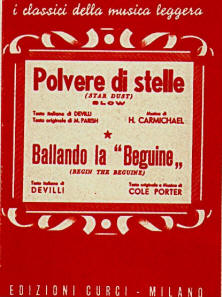 i classici della musica leggera
Polvere di stelle
(STAR DUST)
SLOW
Testo italiano di DEVILLI
Testo originale di M. PARISH
Musica di
H. CARMICHAEL
Ballando la "Beguine„
(BEGIN THE BEGUINE)
Testo italiano di
DEVILLI
Testo originale e Musica di
COLE PORTER
EDIZIONI CURCI - MILANO